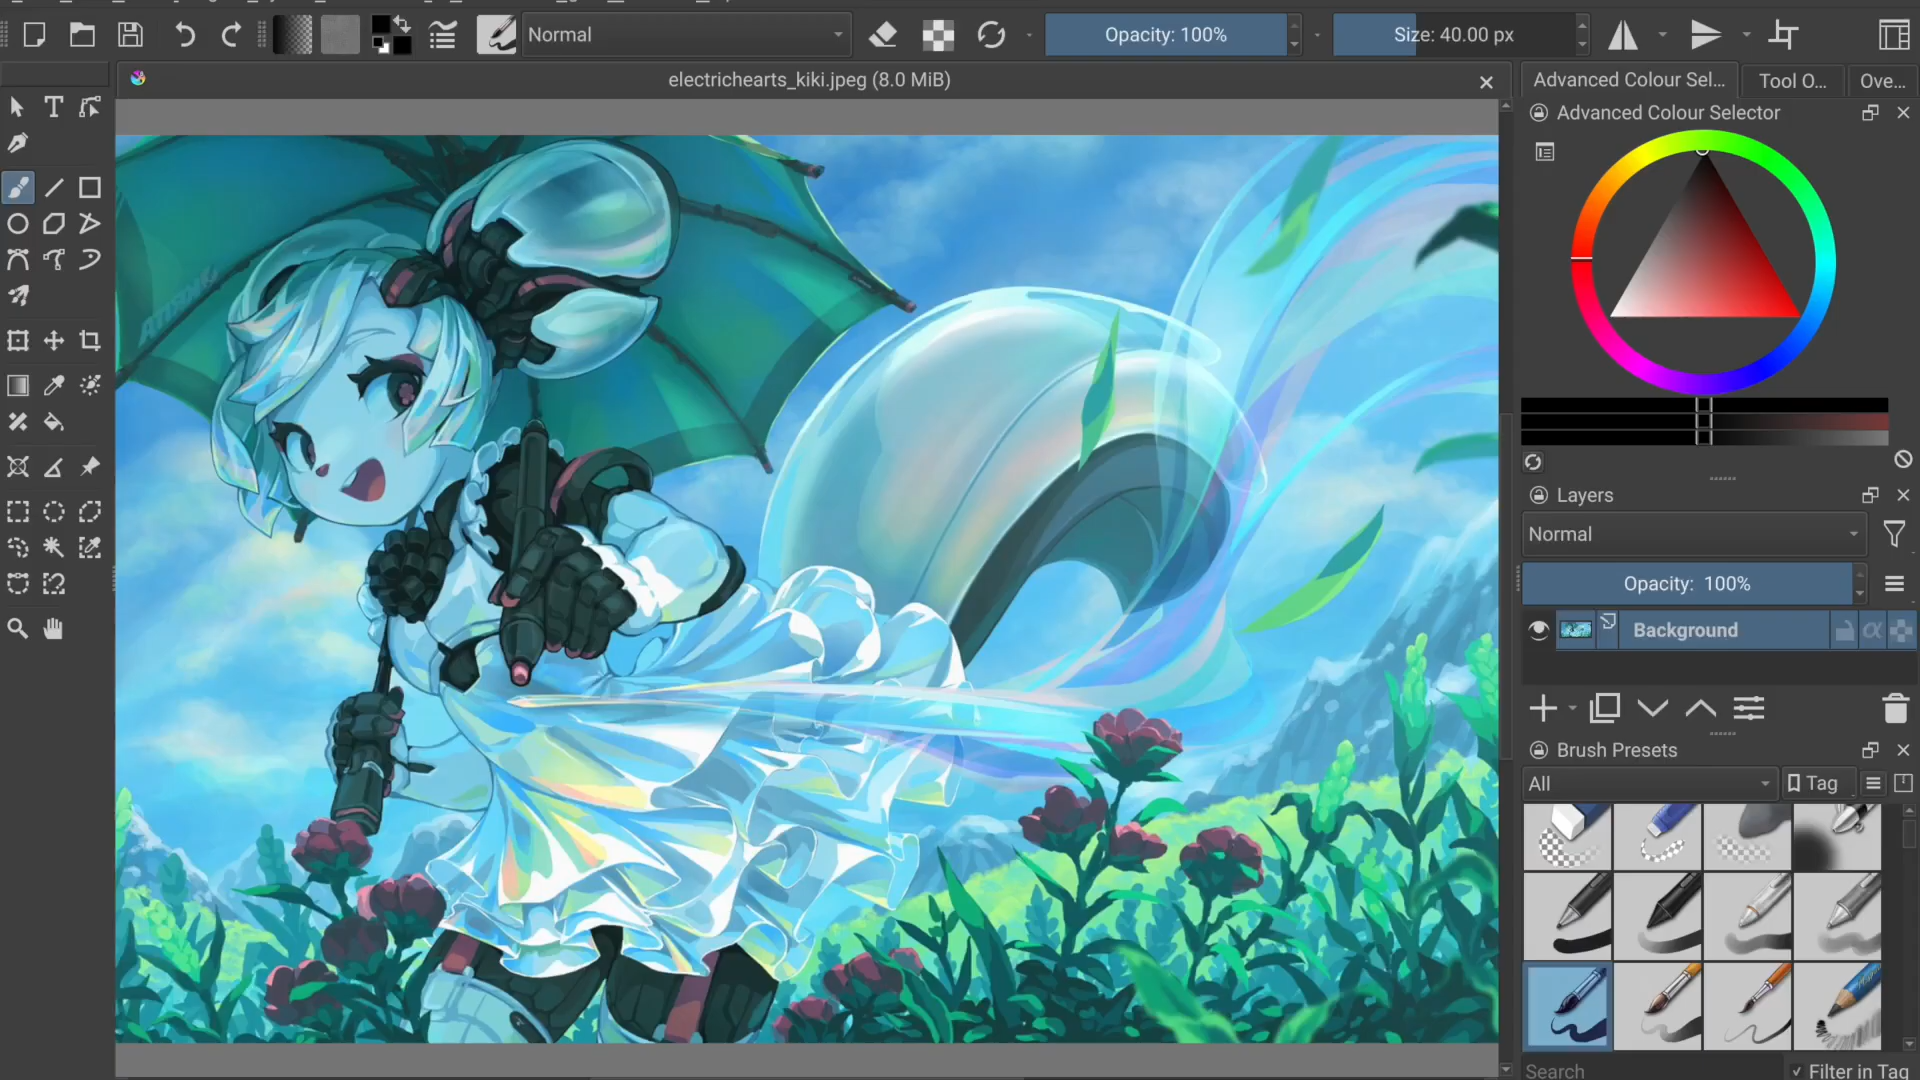 Normal
Opacity: 100%
Size: 40.00 px
electrichearts_kiki.jpeg (8.0 MiB)
Advanced Colour Sel...
Tool O...
Ove...
Advanced Colour Selector
Layers
Normal
Opacity: 100%
Background
Brush Presets
All
Tag
Search
Filter in Tag
KRITA